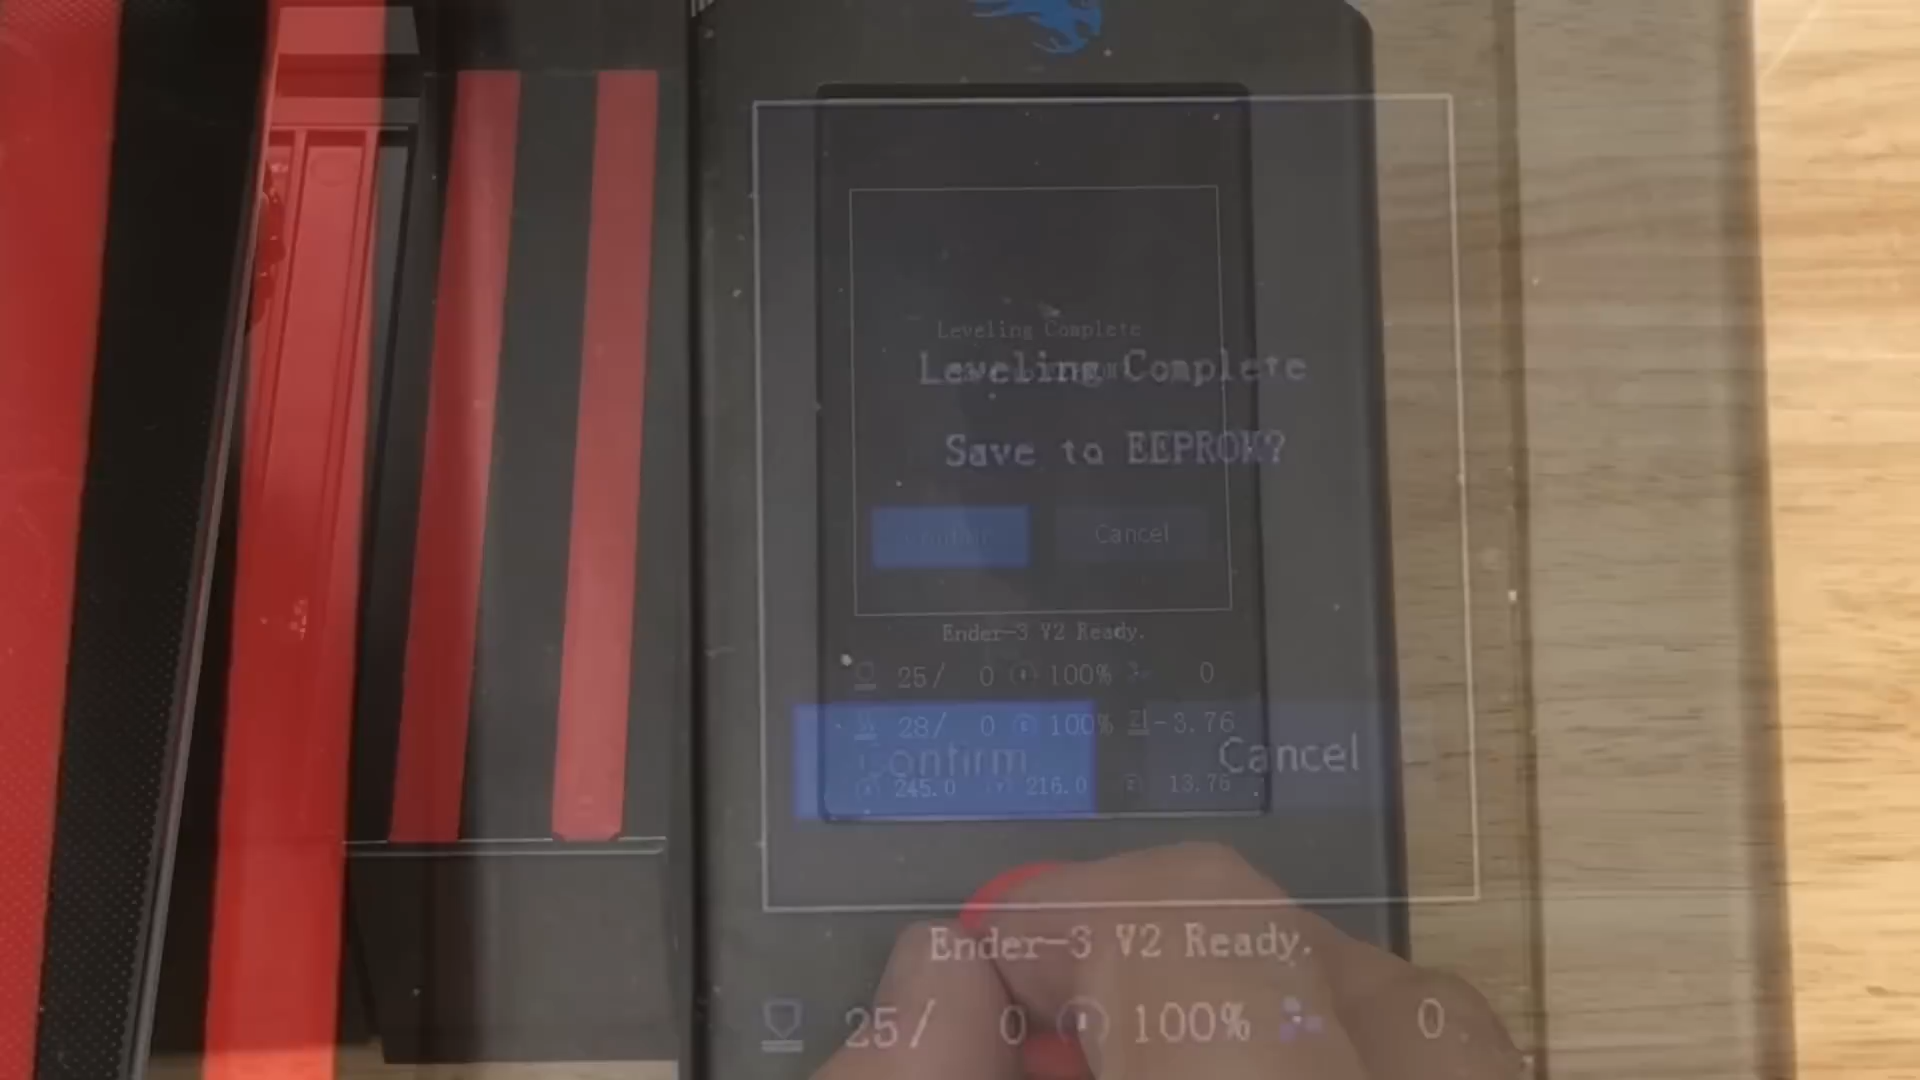 Leveling Complete
Leveling Complete
Save to EEPROM?
Cancel
Ender-3 V2 Ready.
25/ 0 100% 0
28/ 0 100% -3.76
Confirm Cancel
245.0 216.0 13.76
Ender-3 V2 Ready.
25/ 0 100% 0